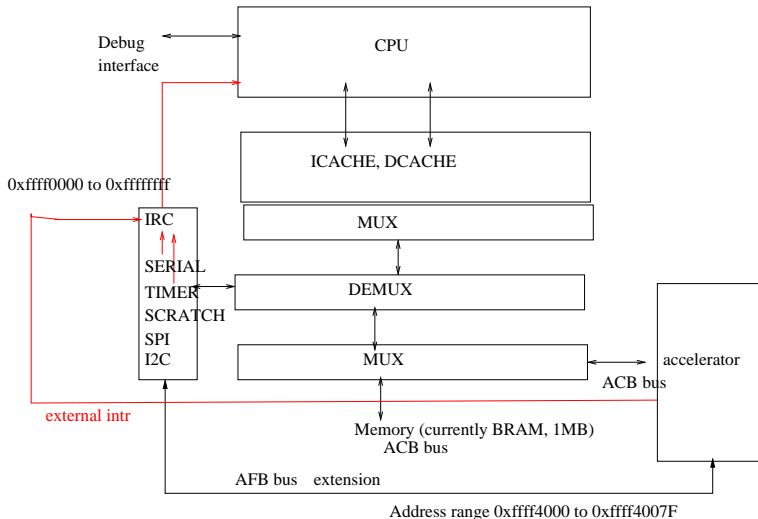 Debug
interface
CPU
ICACHE, DCACHE
0xffff0000 to 0xffffffff
IRC
MUX
SERIAL
TIMER
DEMUX
SCRATCH
SPI
I2C
MUX
accelerator
ACB bus
external intr
Memory (currently BRAM, 1MB)
ACB bus
AFB bus extension
Address range 0xffff4000 to 0xffff4007F